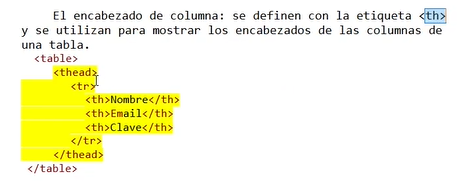 El encabezado de columna: se definen con la etiqueta <th>
y se utilizan para mostrar los encabezados de las columnas de
una tabla.
<table>
<thead>
<tr>
<th>Nombre</th>
<th>Email</th>
<th>Clave</th>
</tr>
</thead>
</table>